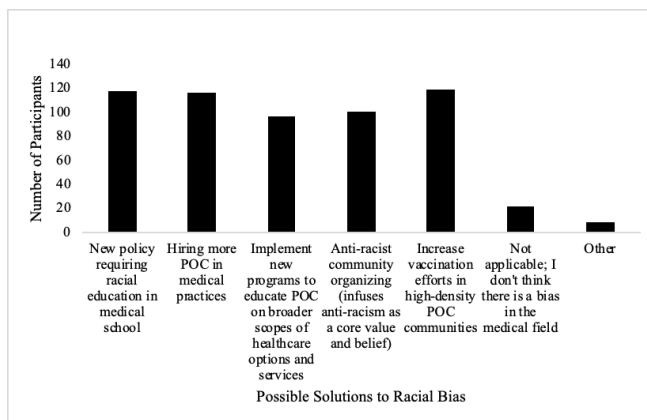 Number of Participants
140
120
100
80
60
40
20
0
New policy
requiring
racial
education in
medical
school
Hiring more
POC in
medical
practices
Implement
new
programs to
educate POC
on broader
scopes of
healthcare
options and
services
Anti-racist
community
organizing
(infuses
anti-racism as
a core value
and belief)
Increase
vaccination
efforts in
high-density
POC
communities
Not
applicable; I
don't think
there is a bias
in the
medical field
Other
Possible Solutions to Racial Bias